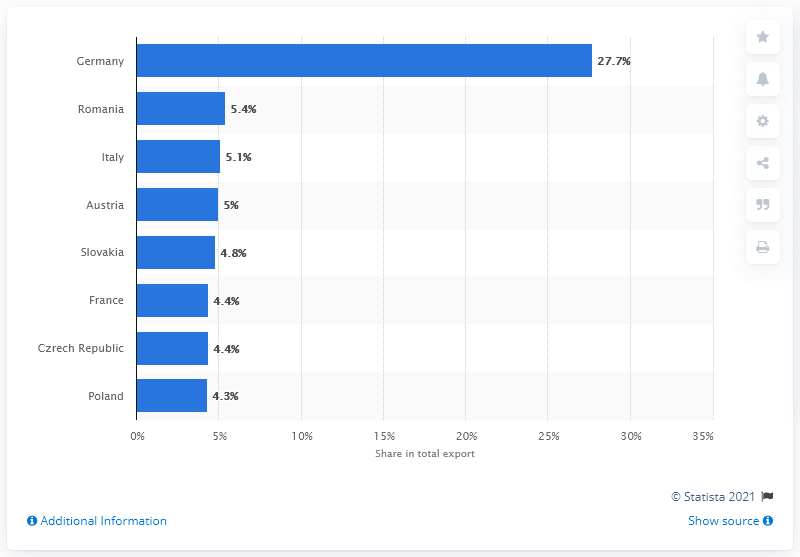 Germany 27.7%
Romania 5.4%
Italy 5.1%
Austria 5%
Slovakia 4.8%
France 4.4%
Czrech Republic 4.4%
Poland 4.3%
0% 5% 10% 15% 20% 25% 30% 35%
Share in total export
© Statista 2021
Additional Information Show source